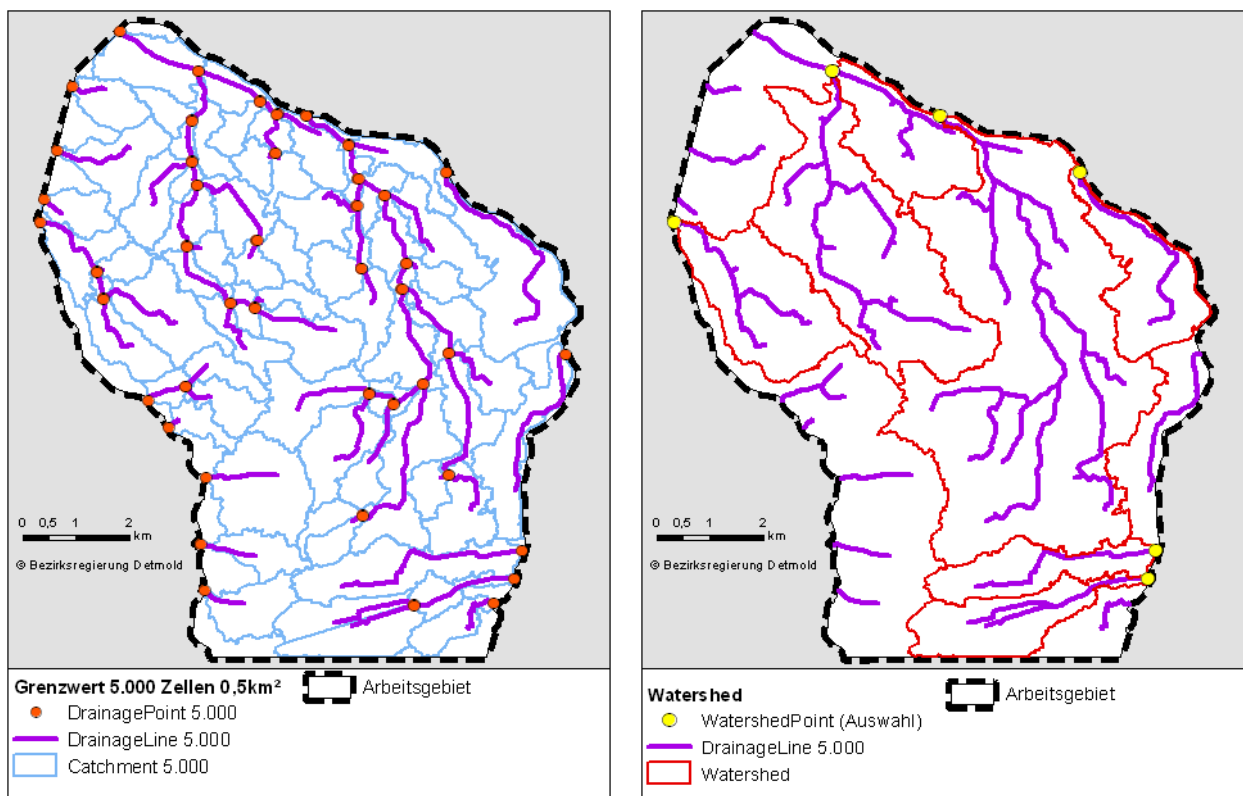 0 0,5 1 2
km
© Bezirksregierung Detmold
Grenzwert 5.000 Zellen 0,5km²
Arbeitsgebiet
DrainagePoint 5.000
DrainageLine 5.000
Catchment 5.000
0 0,5 1 2
km
© Bezirksregierung Detmold
Watershed
Arbeitsgebiet
WatershedPoint (Auswahl)
DrainageLine 5.000
Watershed